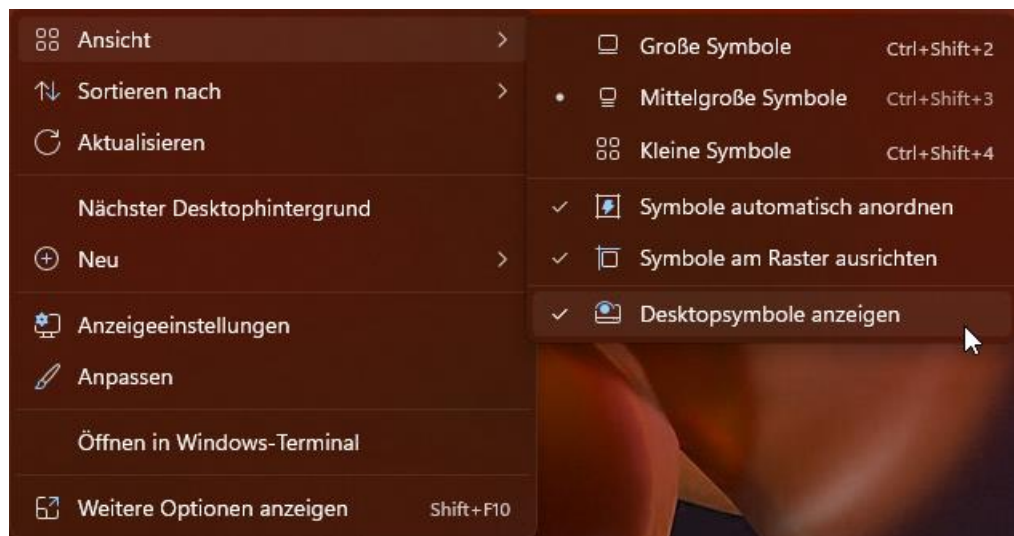 Ansicht
Sortieren nach
Aktualisieren
Nächster Desktophintergrund
Neu
Anzeigeeinstellungen
Anpassen
Öffnen in Windows-Terminal
Weitere Optionen anzeigen Shift+F10
Große Symbole Ctrl+Shift+2
Mittelgroße Symbole Ctrl+Shift+3
Kleine Symbole Ctrl+Shift+4
Symbole automatisch anordnen
Symbole am Raster ausrichten
Desktopsymbole anzeigen